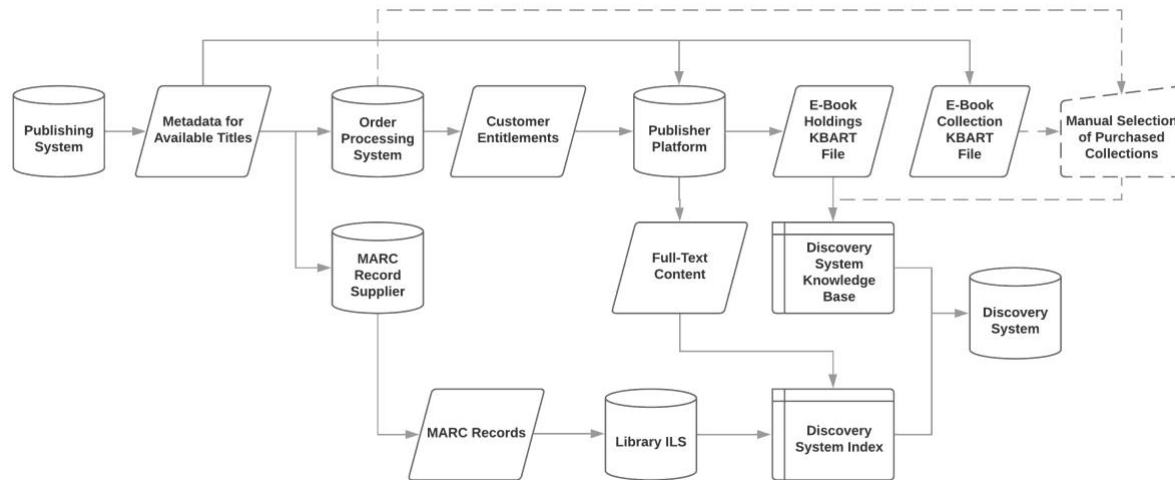 Publishing
System
Metadata for
Available Titles
Order
Processing
System
Customer
Entitlements
Publisher
Platform
E-Book
Holdings
KBART
File
E-Book
Collection
KBART
File
Manual Selection
of Purchased
Collections
MARC
Record
Supplier
Full-Text
Content
Discovery
System
Knowledge
Base
Discovery
System
MARC Records
Library ILS
Discovery
System Index